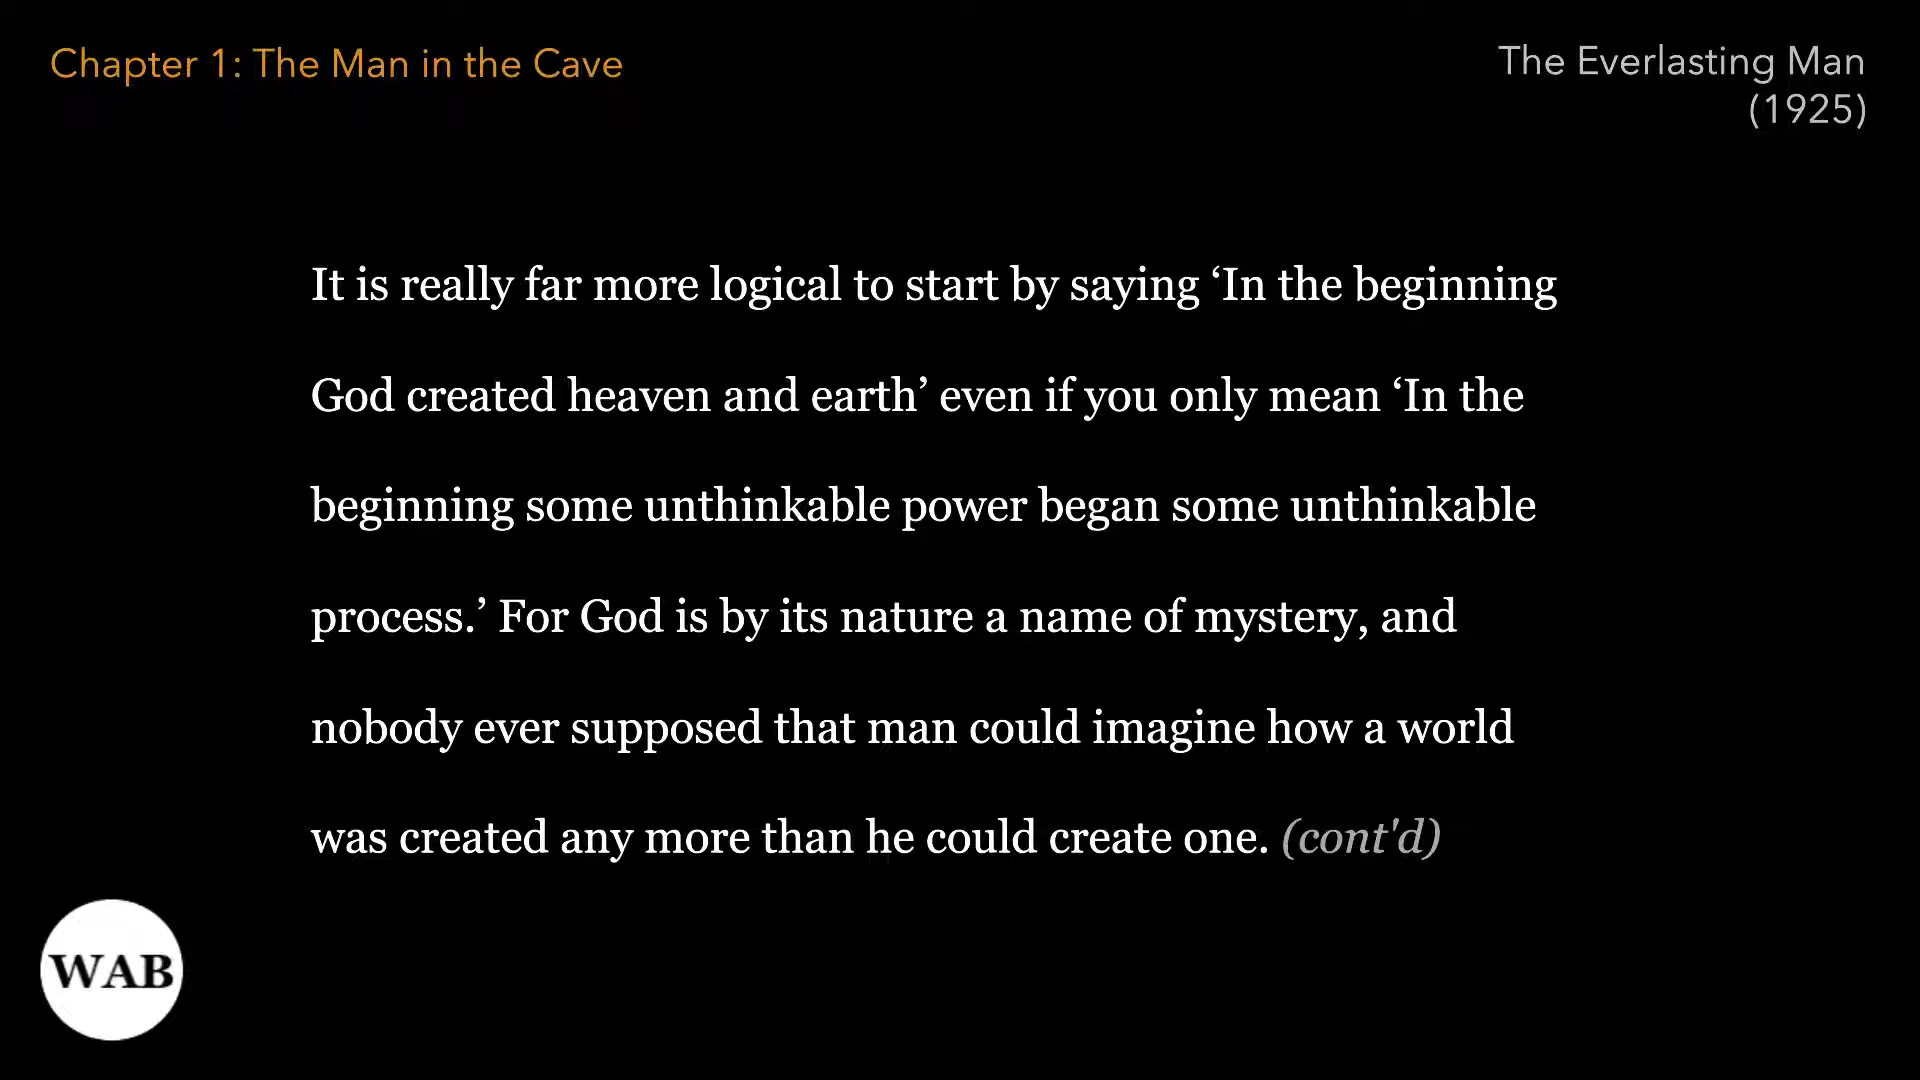 Chapter 1: The Man in the Cave
The Everlasting Man
(1925)
It is really far more logical to start by saying ‘In the beginning
God created heaven and earth’ even if you only mean ‘In the
beginning some unthinkable power began some unthinkable
process.’ For God is by its nature a name of mystery, and
nobody ever supposed that man could imagine how a world
was created any more than he could create one. (cont'd)
WAB